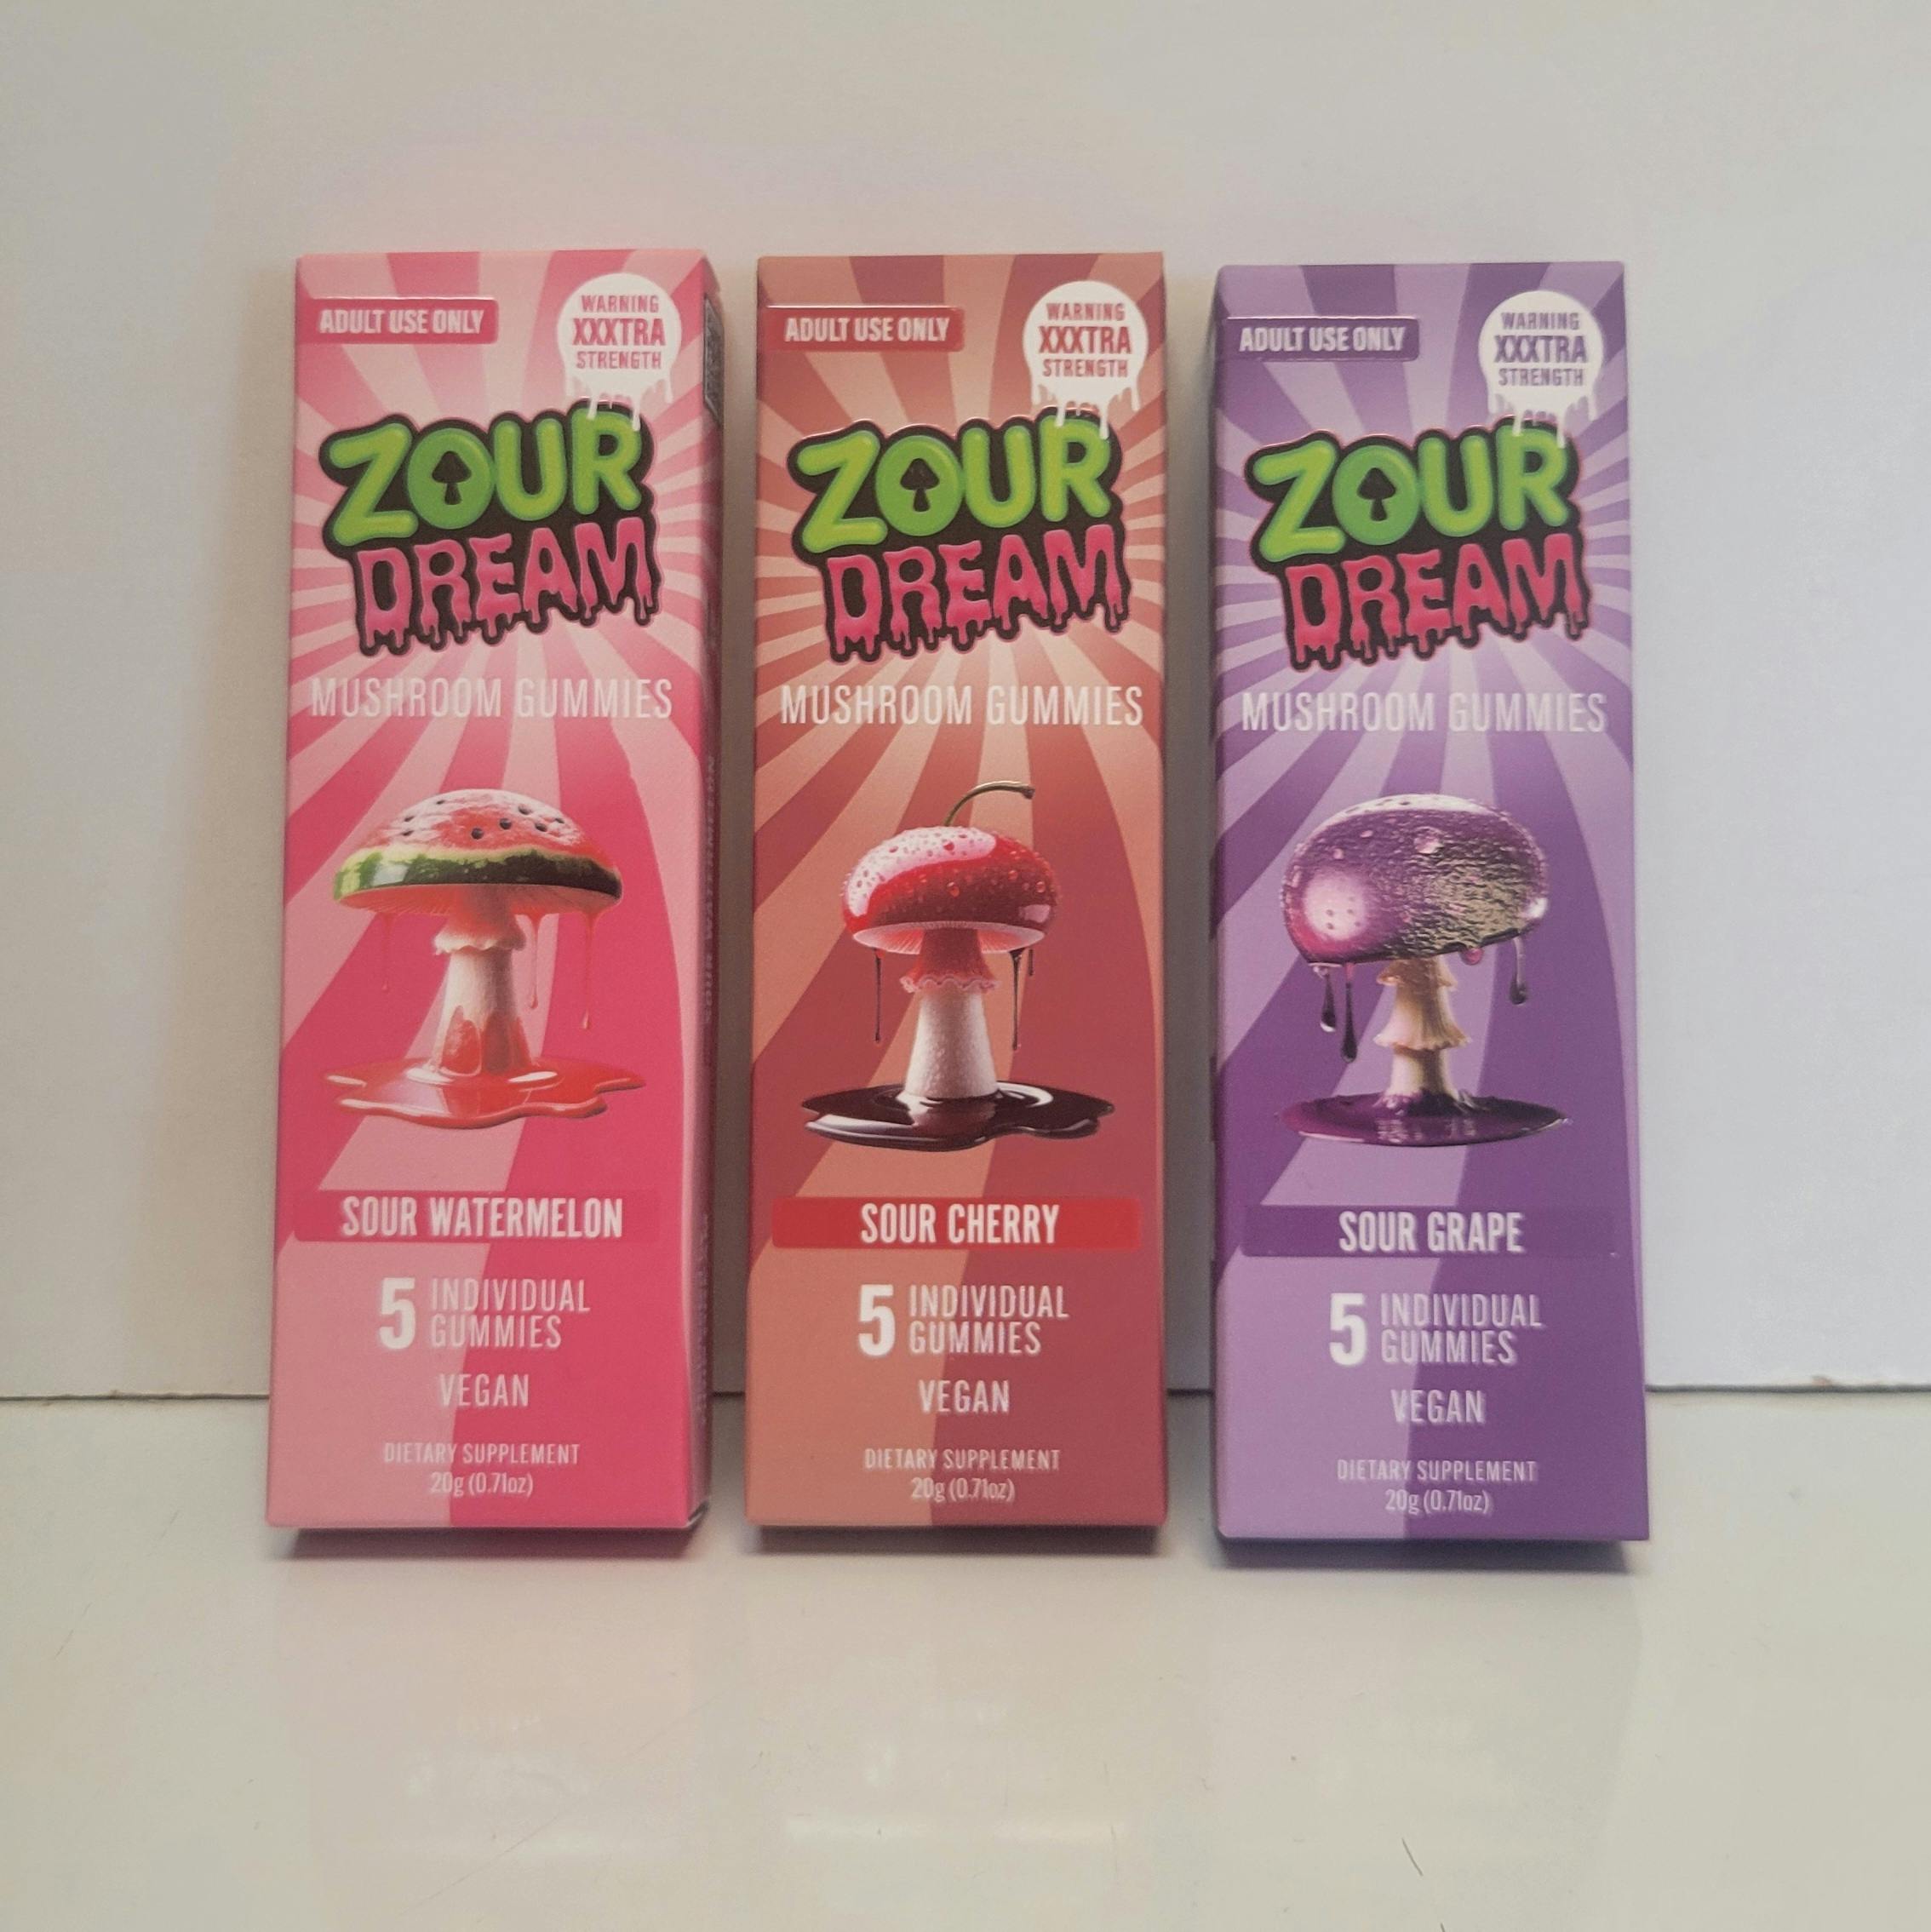 ADULT USE ONLY
WARNING
XXXTRA
STRENGTH
ZOUR
DREAM
MUSHROOM GUMMIES
SOUR WATERMELON
5 INDIVIDUAL
GUMMIES
VEGAN
DIETARY SUPPLEMENT
20g (0.71oz)
ADULT USE ONLY
WARNING
XXXTRA
STRENGTH
ZOUR
DREAM
MUSHROOM GUMMIES
SOUR CHERRY
5 INDIVIDUAL
GUMMIES
VEGAN
DIETARY SUPPLEMENT
20g (0.71oz)
ADULT USE ONLY
WARNING
XXXTRA
STRENGTH
ZOUR
DREAM
MUSHROOM GUMMIES
SOUR GRAPE
5 INDIVIDUAL
GUMMIES
VEGAN
DIETARY SUPPLEMENT
20g (0.71oz)